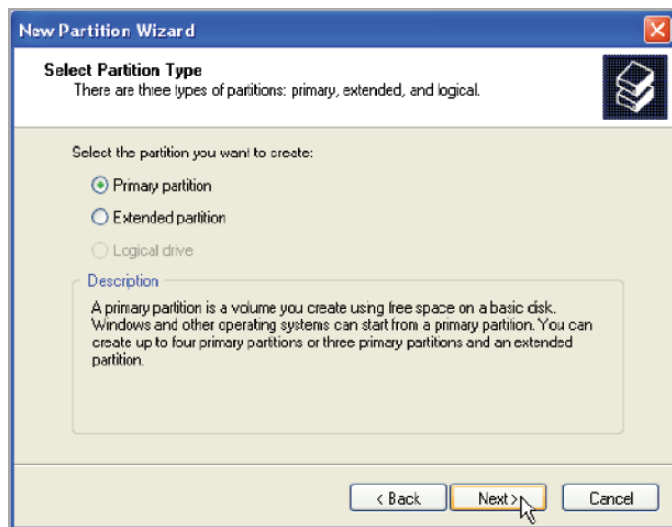 New Partition Wizard
Select Partition Type
There are three types of partitions: primary, extended, and logical.
Select the partition you want to create:
Primary partition
Extended partition
Logical drive
Description
A primary partition is a volume you create using free space on a basic disk.
Windows and other operating systems can start from a primary partition. You can
create up to four primary partitions or three primary partitions and an extended
partition.
< Back
Next >
Cancel